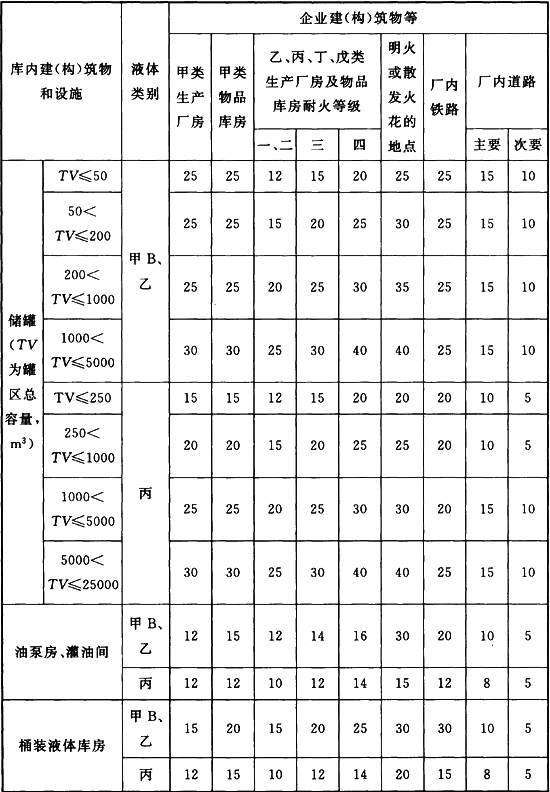 企业建(构)筑物等
库内建(构)筑物
和设施
液体
类别
甲类
生产
厂房
甲类
物品
库房
乙、丙、丁、戊类
生产厂房及物品
库房耐火等级
明火
或散
发火
花的
地点
厂内
铁路
厂内道路
一、二 三 四 主要 次要
储罐
(TV
为罐
区总
容量,
m³)
TV≤50
甲B、
乙
25 25 12 15 20 25 25 15 10
50<
TV≤200
25 25 15 20 25 30 25 15 10
200<
TV≤1000
25 25 20 25 30 35 25 15 10
1000<
TV≤5000
30 30 25 30 40 40 25 15 10
TV≤250
丙
15 15 12 15 20 20 20 10 5
250<
TV≤1000
20 20 15 20 25 25 20 10 5
1000<
TV≤5000
25 25 20 25 30 30 20 15 10
5000<
TV≤25000
30 30 25 30 40 40 25 15 10
油泵房、灌油间
甲B、
乙
12 15 12 14 16 30 20 10 5
丙 12 12 10 12 14 15 12 8 5
桶装液体库房
甲B、
乙
15 20 15 20 25 30 30 10 5
丙 12 15 10 12 14 20 15 8 5